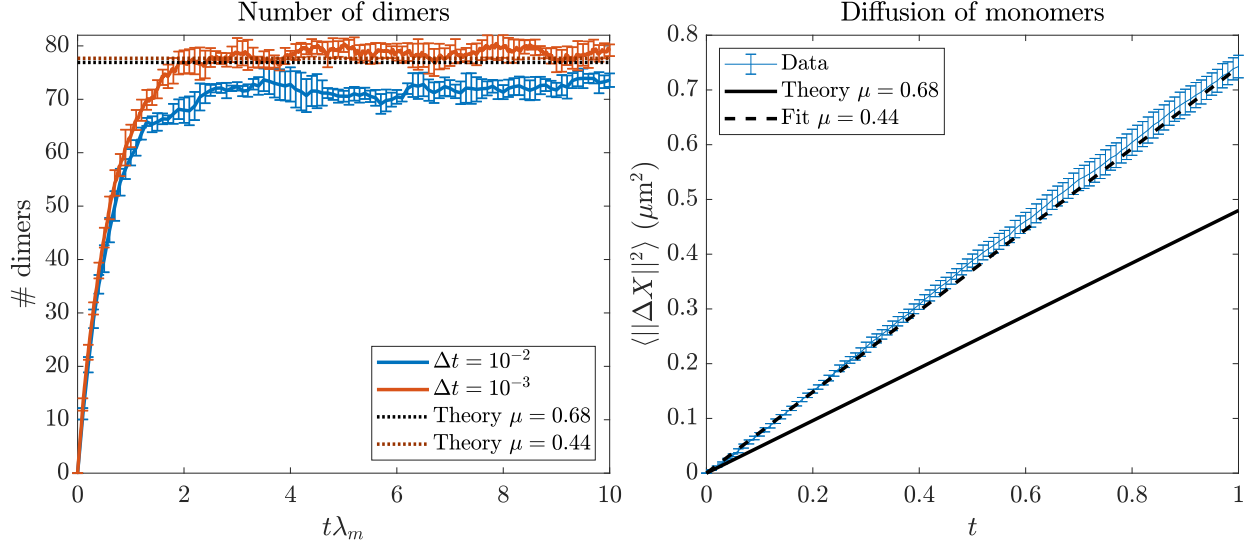 Number of dimers
# dimers
80
70
60
50
40
30
20
10
0
0 2 4 6 8 10
tλₘ
Δt = 10⁻²
Δt = 10⁻³
Theory μ = 0.68
Theory μ = 0.44
Diffusion of monomers
⟨||ΔX||²⟩ (μm²)
0.8
0.7
0.6
0.5
0.4
0.3
0.2
0.1
0
0 0.2 0.4 0.6 0.8 1
t
Data
Theory μ = 0.68
Fit μ = 0.44